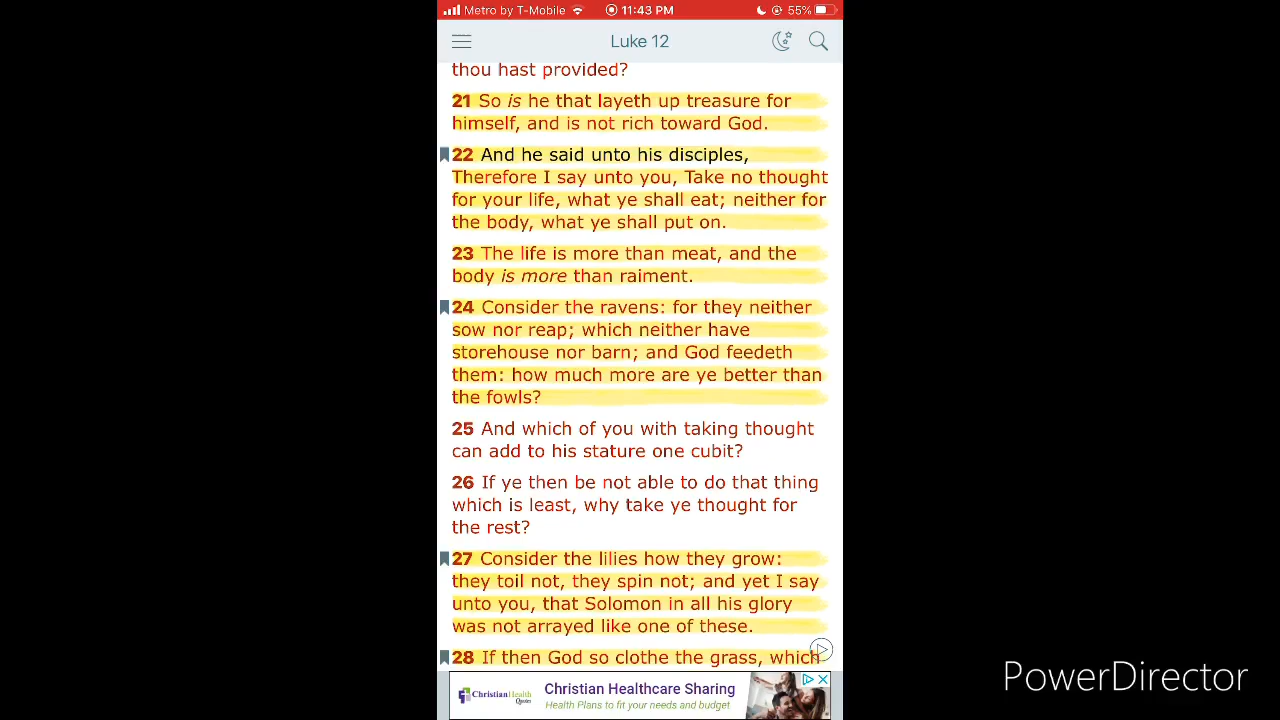 Metro by T-Mobile 11:43 PM 55%
Luke 12
thou hast provided?
21 So is he that layeth up treasure for
himself, and is not rich toward God.
22 And he said unto his disciples,
Therefore I say unto you, Take no thought
for your life, what ye shall eat; neither for
the body, what ye shall put on.
23 The life is more than meat, and the
body is more than raiment.
24 Consider the ravens: for they neither
sow nor reap; which neither have
storehouse nor barn; and God feedeth
them: how much more are ye better than
the fowls?
25 And which of you with taking thought
can add to his stature one cubit?
26 If ye then be not able to do that thing
which is least, why take ye thought for
the rest?
27 Consider the lilies how they grow:
they toil not, they spin not; and yet I say
unto you, that Solomon in all his glory
was not arrayed like one of these.
28 If then God so clothe the grass, which
ChristianHealth
Quotes
Christian Healthcare Sharing
Health Plans to fit your needs and budget
PowerDirector